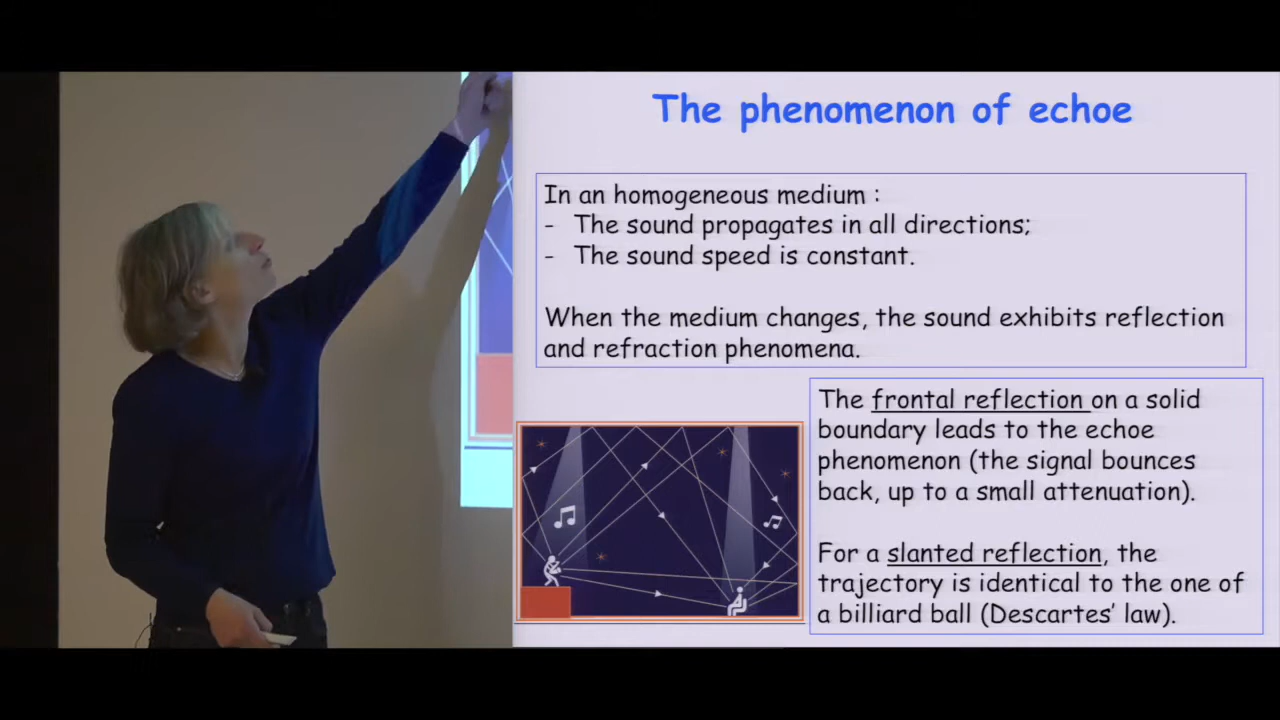 The phenomenon of echoe
In an homogeneous medium :
- The sound propagates in all directions;
- The sound speed is constant.
When the medium changes, the sound exhibits reflection
and refraction phenomena.
The frontal reflection on a solid
boundary leads to the echoe
phenomenon (the signal bounces
back, up to a small attenuation).
For a slanted reflection, the
trajectory is identical to the one of
a billiard ball (Descartes' law).